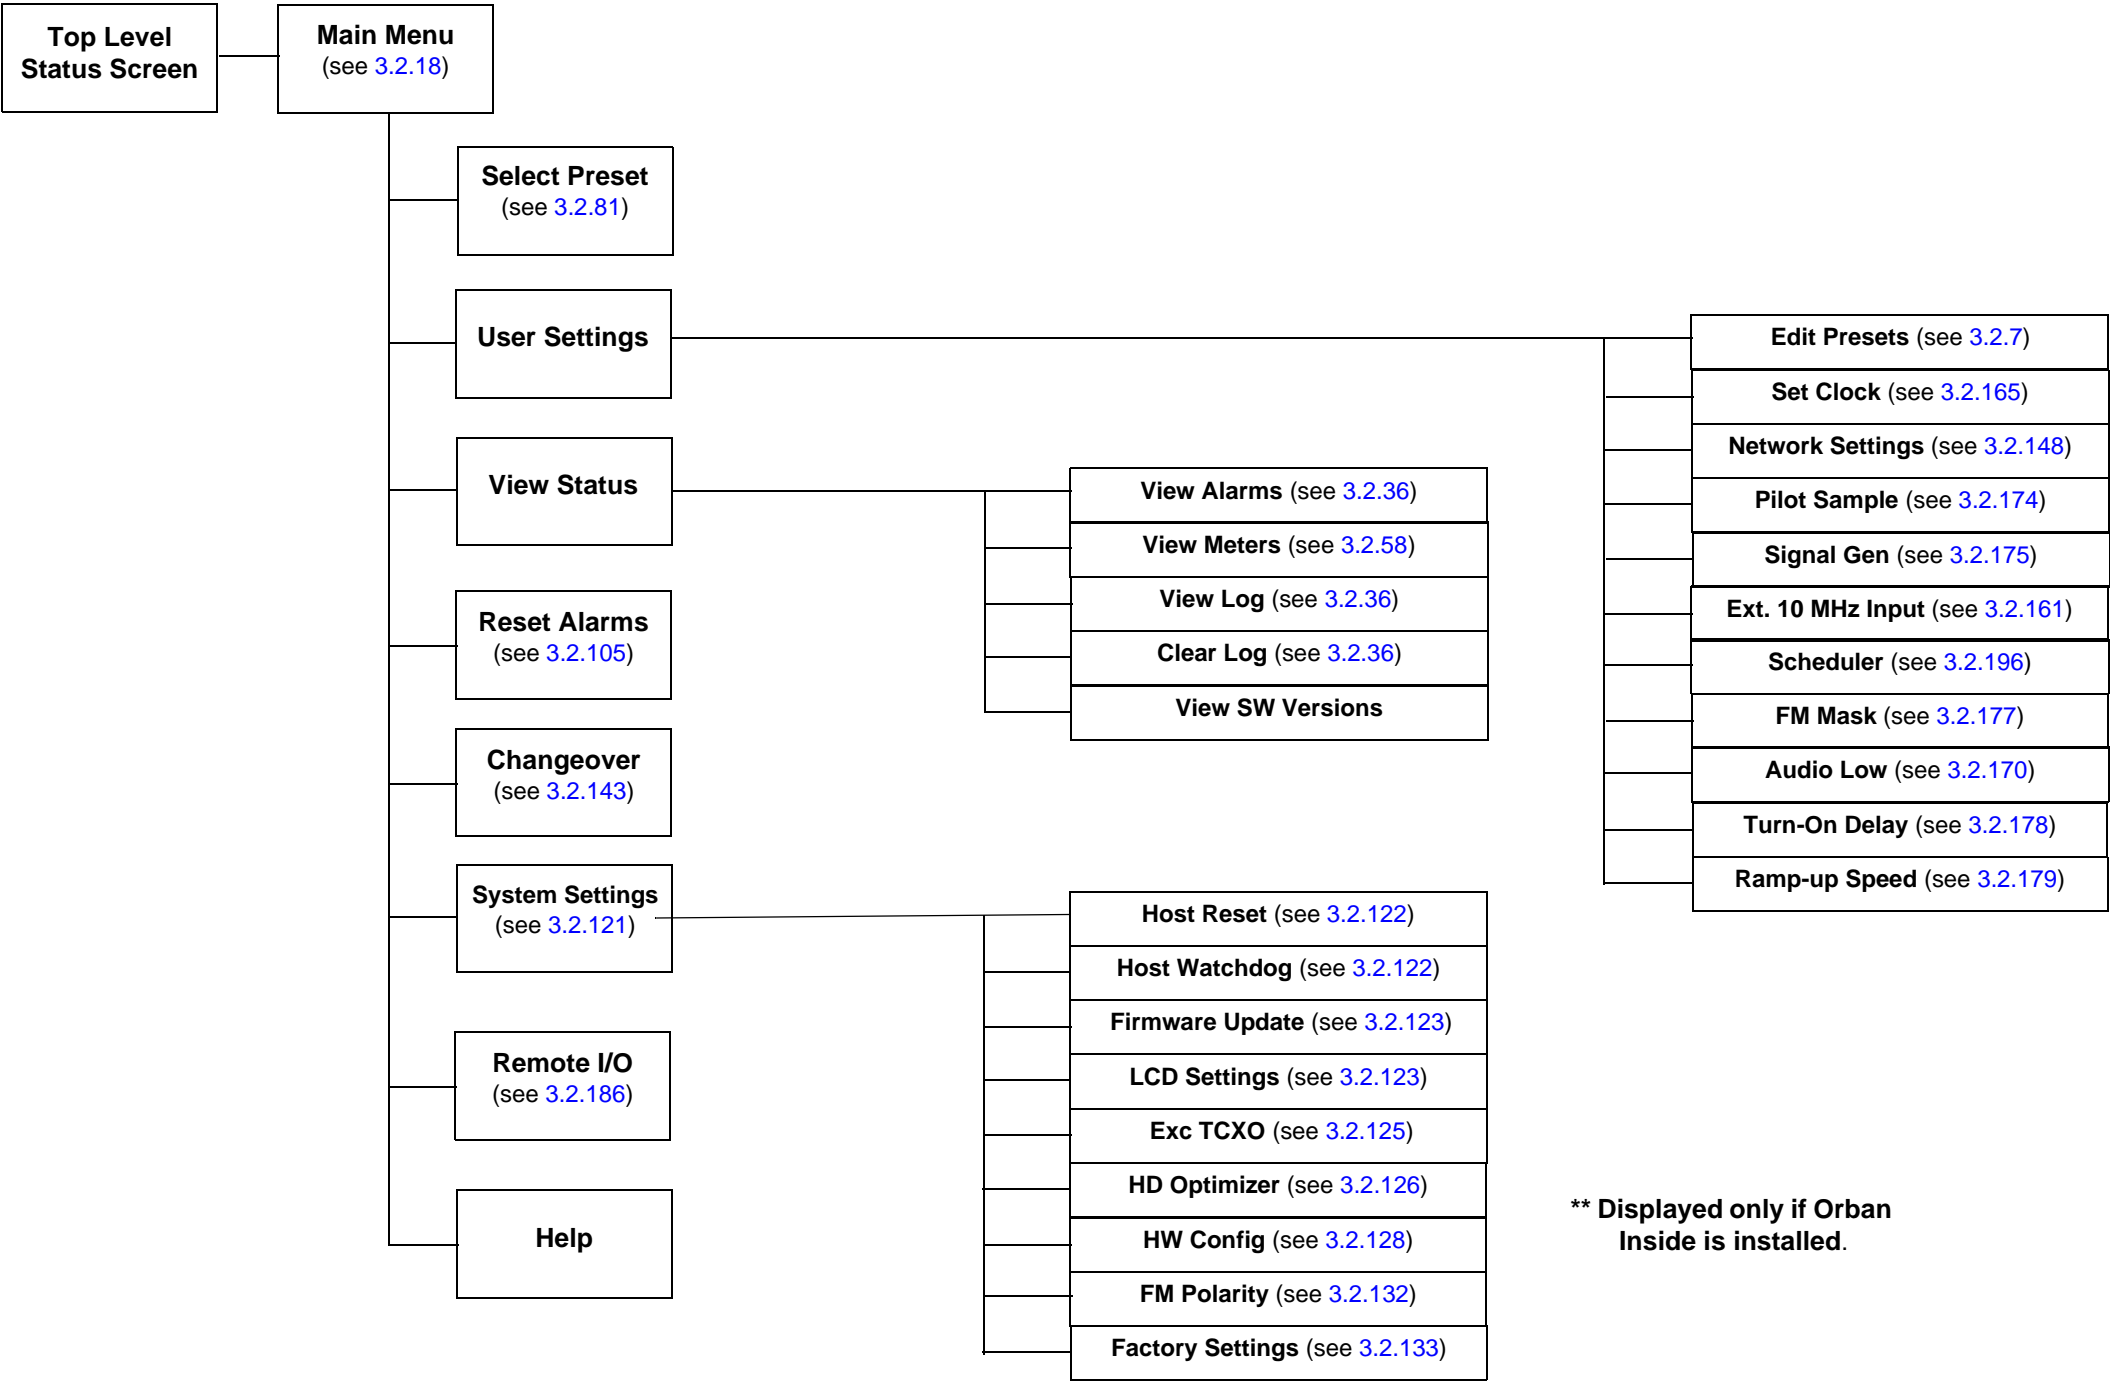 Top Level
Status Screen
Main Menu
(see 3.2.18)
Select Preset
(see 3.2.81)
User Settings
Edit Presets (see 3.2.7)
Set Clock (see 3.2.165)
Network Settings (see 3.2.148)
Pilot Sample (see 3.2.174)
Signal Gen (see 3.2.175)
Ext. 10 MHz Input (see 3.2.161)
Scheduler (see 3.2.196)
FM Mask (see 3.2.177)
Audio Low (see 3.2.170)
Turn-On Delay (see 3.2.178)
Ramp-up Speed (see 3.2.179)
View Status
View Alarms (see 3.2.36)
View Meters (see 3.2.58)
View Log (see 3.2.36)
Clear Log (see 3.2.36)
View SW Versions
Reset Alarms
(see 3.2.105)
Changeover
(see 3.2.143)
System Settings
(see 3.2.121)
Host Reset (see 3.2.122)
Host Watchdog (see 3.2.122)
Firmware Update (see 3.2.123)
LCD Settings (see 3.2.123)
Exc TCXO (see 3.2.125)
HD Optimizer (see 3.2.126)
HW Config (see 3.2.128)
FM Polarity (see 3.2.132)
Factory Settings (see 3.2.133)
Remote I/O
(see 3.2.186)
Help
** Displayed only if Orban
Inside is installed.